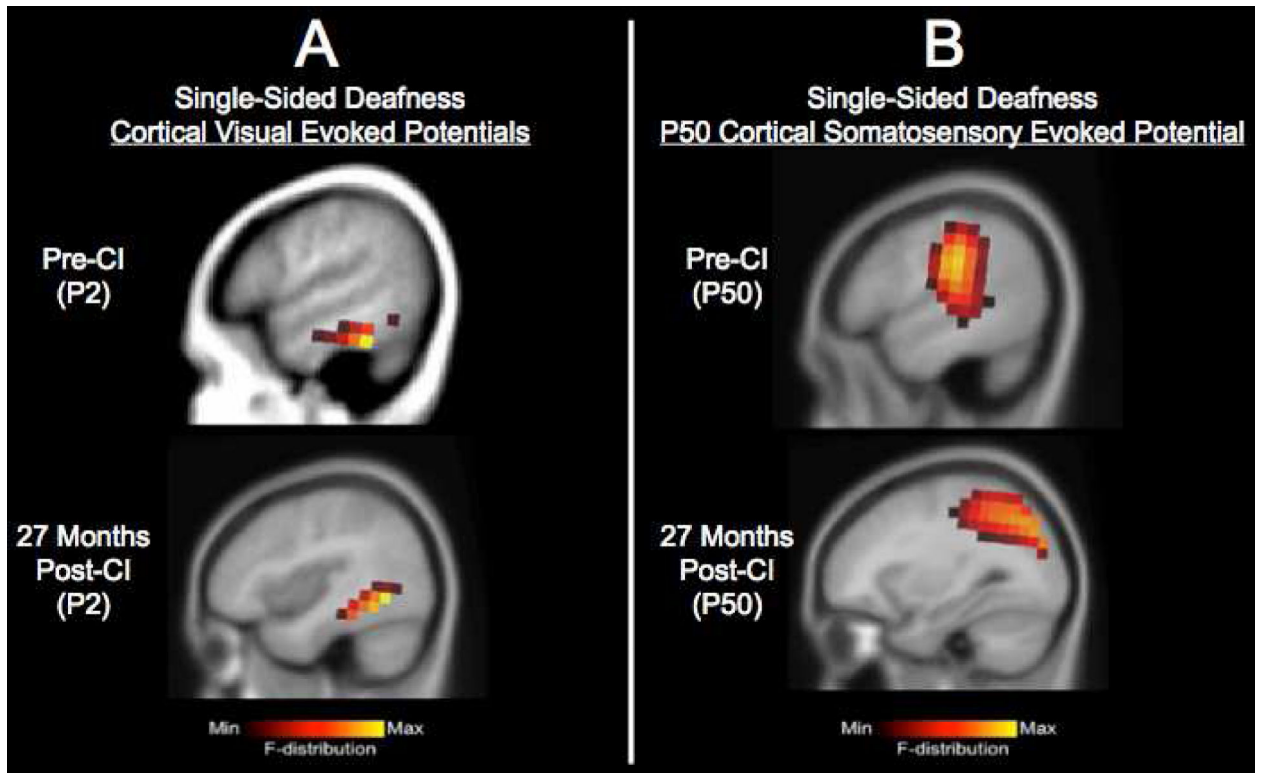 A
Single-Sided Deafness
Cortical Visual Evoked Potentials
Pre-CI
(P2)
27 Months
Post-CI
(P2)
Min Max
F-distribution
B
Single-Sided Deafness
P50 Cortical Somatosensory Evoked Potential
Pre-CI
(P50)
27 Months
Post-CI
(P50)
Min Max
F-distribution